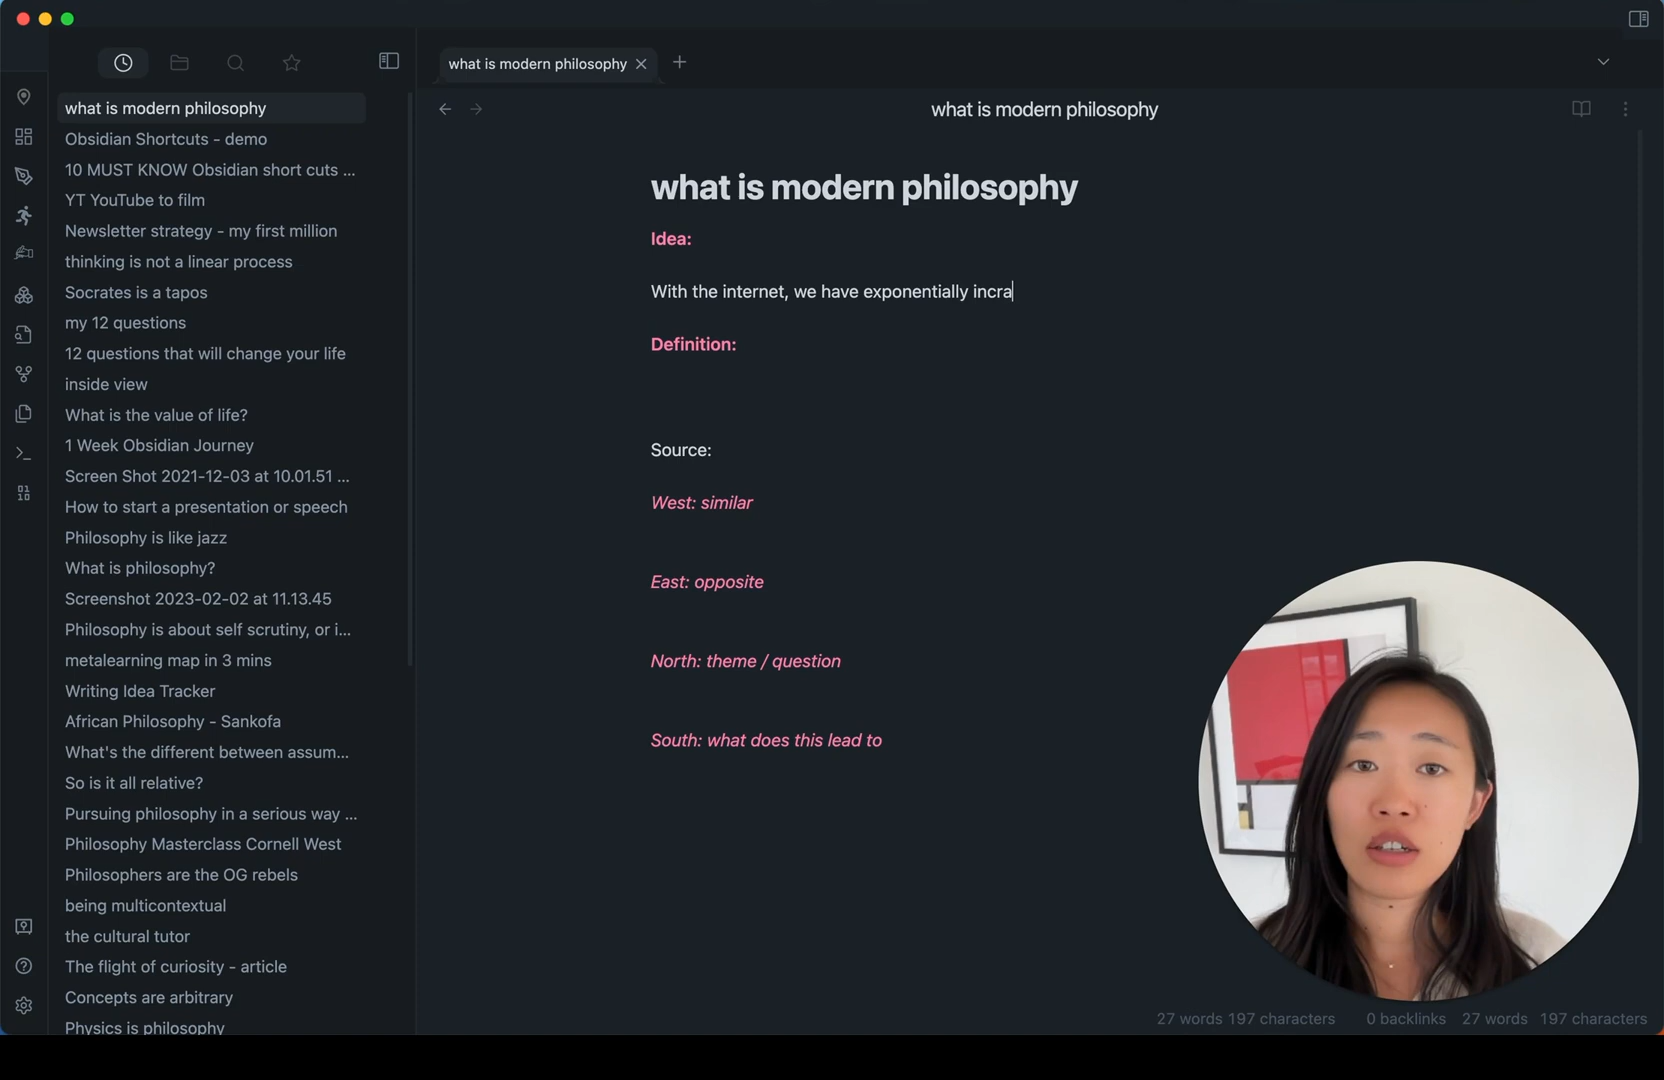 what is modern philosophy
what is modern philosophy
Obsidian Shortcuts - demo
10 MUST KNOW Obsidian short cuts ...
YT YouTube to film
Newsletter strategy - my first million
thinking is not a linear process
Socrates is a tapos
my 12 questions
12 questions that will change your life
inside view
What is the value of life?
1 Week Obsidian Journey
Screen Shot 2021-12-03 at 10.01.51 ...
How to start a presentation or speech
Philosophy is like jazz
What is philosophy?
Screenshot 2023-02-02 at 11.13.45
Philosophy is about self scrutiny, or i...
metalearning map in 3 mins
Writing Idea Tracker
African Philosophy - Sankofa
What's the different between assum...
So is it all relative?
Pursuing philosophy in a serious way ...
Philosophy Masterclass Cornell West
Philosophers are the OG rebels
being multicontextual
the cultural tutor
The flight of curiosity - article
Concepts are arbitrary
Physics is philosophy
what is modern philosophy
what is modern philosophy
Idea:
With the internet, we have exponentially incra
Definition:
Source:
West: similar
East: opposite
North: theme / question
South: what does this lead to
27 words 197 characters 0 backlinks 27 words 197 characters